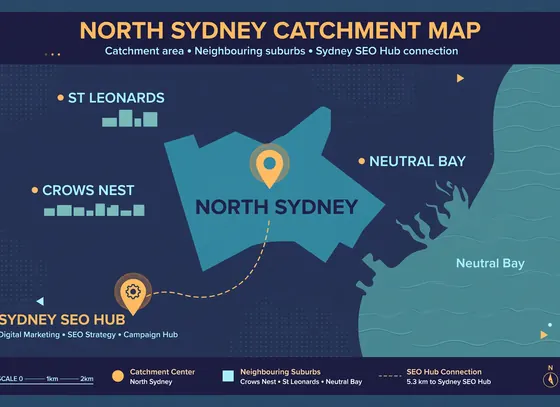 NORTH SYDNEY CATCHMENT MAP
Catchment area • Neighbouring suburbs • Sydney SEO Hub connection
ST LEONARDS
NEUTRAL BAY
CROWS NEST
NORTH SYDNEY
Neutral Bay
SYDNEY SEO HUB
Digital Marketing • SEO Strategy • Campaign Hub
SCALE 0 1km 2km
Catchment Center
North Sydney
Neighbouring Suburbs
Crows Nest • St Leonards • Neutral Bay
SEO Hub Connection
5.3 km to Sydney SEO Hub
N